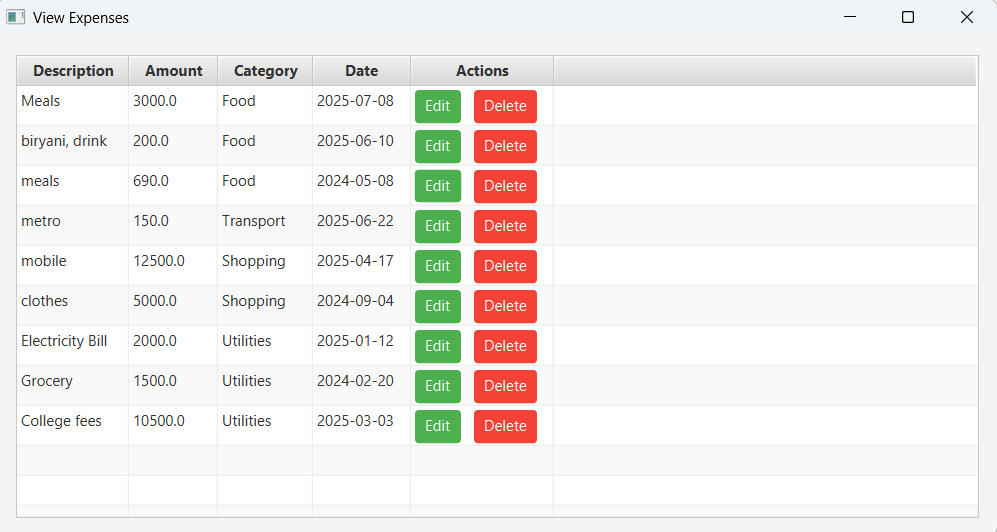 View Expenses
Description Amount Category Date Actions
Meals 3000.0 Food 2025-07-08 Edit Delete
biryani, drink 200.0 Food 2025-06-10 Edit Delete
meals 690.0 Food 2024-05-08 Edit Delete
metro 150.0 Transport 2025-06-22 Edit Delete
mobile 12500.0 Shopping 2025-04-17 Edit Delete
clothes 5000.0 Shopping 2024-09-04 Edit Delete
Electricity Bill 2000.0 Utilities 2025-01-12 Edit Delete
Grocery 1500.0 Utilities 2024-02-20 Edit Delete
College fees 10500.0 Utilities 2025-03-03 Edit Delete